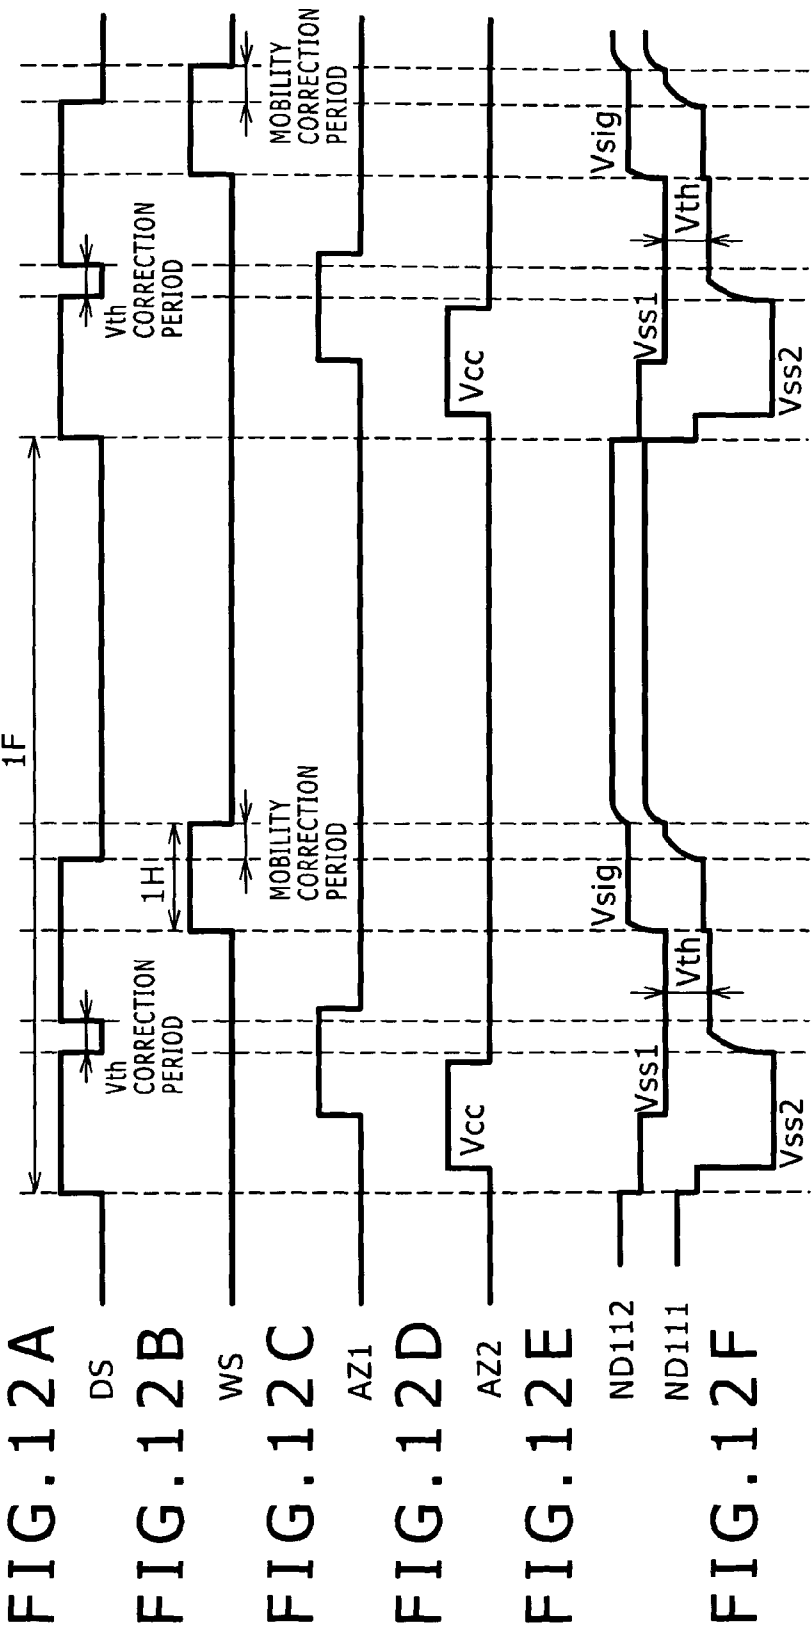 FIG.12A
DS
1F
Vth
CORRECTION
PERIOD
Vth
CORRECTION
PERIOD
FIG.12B
WS
1H
MOBILITY
CORRECTION
PERIOD
MOBILITY
CORRECTION
PERIOD
FIG.12C
AZ1
FIG.12D
AZ2
Vcc
Vcc
FIG.12E
ND112
Vss1
Vsig
Vss1
Vsig
ND111
Vth
Vth
FIG.12F
Vss2
Vss2